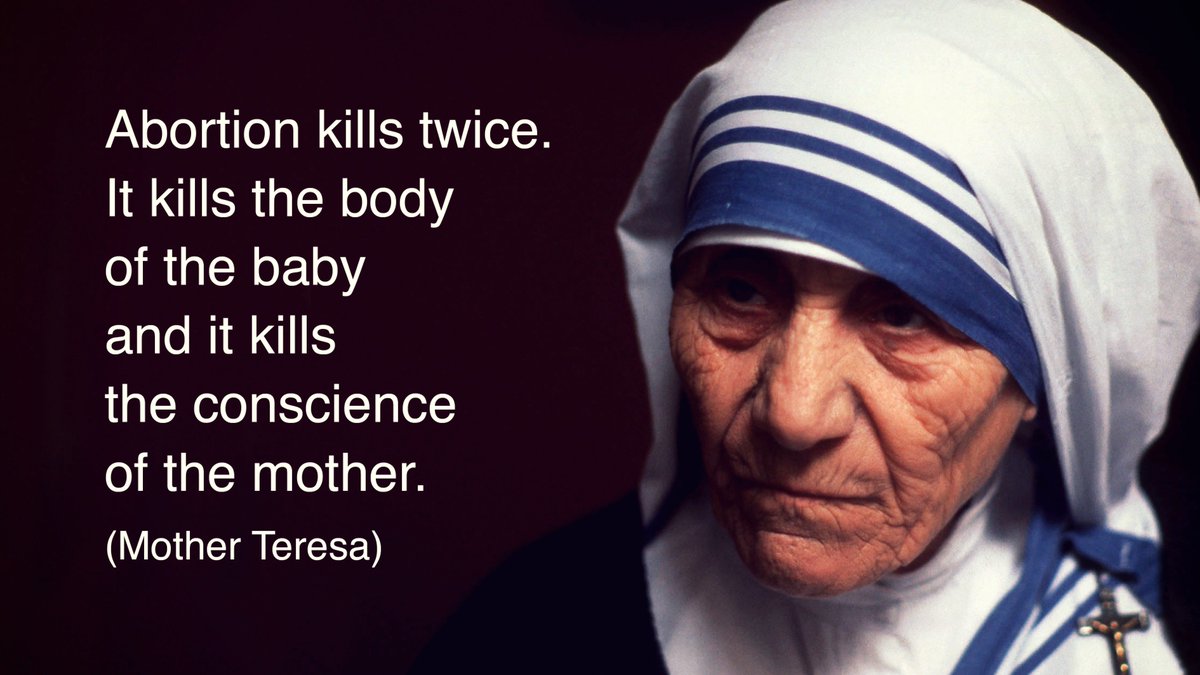 Abortion kills twice.
It kills the body
of the baby
and it kills
the conscience
of the mother.
(Mother Teresa)